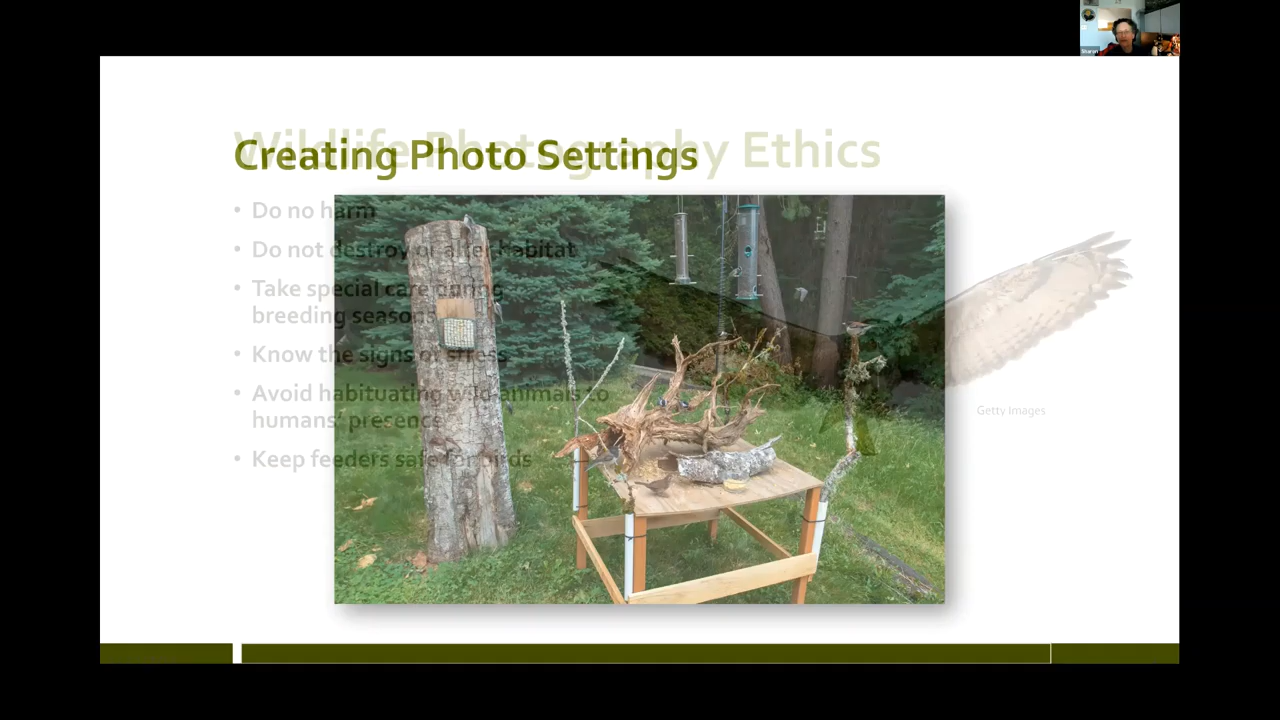 Sharon
Wildlife Photography Ethics
Creating Photo Settings
• Do no harm
• Do not destroy or alter habitat
• Take special care during
breeding seasons
• Know the signs of stress
• Avoid habituating wild animals to
humans' presence
• Keep feeders safe for birds
Getty Images